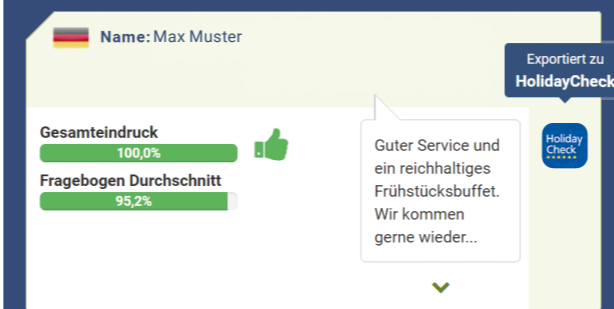 Name: Max Muster
Exportiert zu
HolidayCheck
Gesamteindruck
100,0%
Fragebogen Durchschnitt
95,2%
Guter Service und
ein reichhaltiges
Frühstücksbuffet.
Wir kommen
gerne wieder...
Holiday
Check